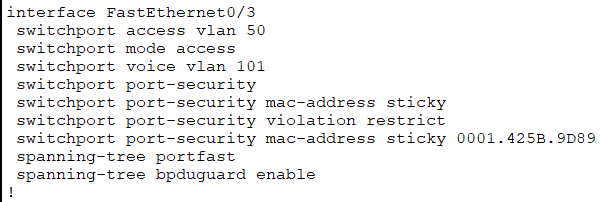 interface FastEthernet0/3
 switchport access vlan 50
 switchport mode access
 switchport voice vlan 101
 switchport port-security
 switchport port-security mac-address sticky
 switchport port-security violation restrict
 switchport port-security mac-address sticky 0001.425B.9D89
 spanning-tree portfast
 spanning-tree bpduguard enable
!